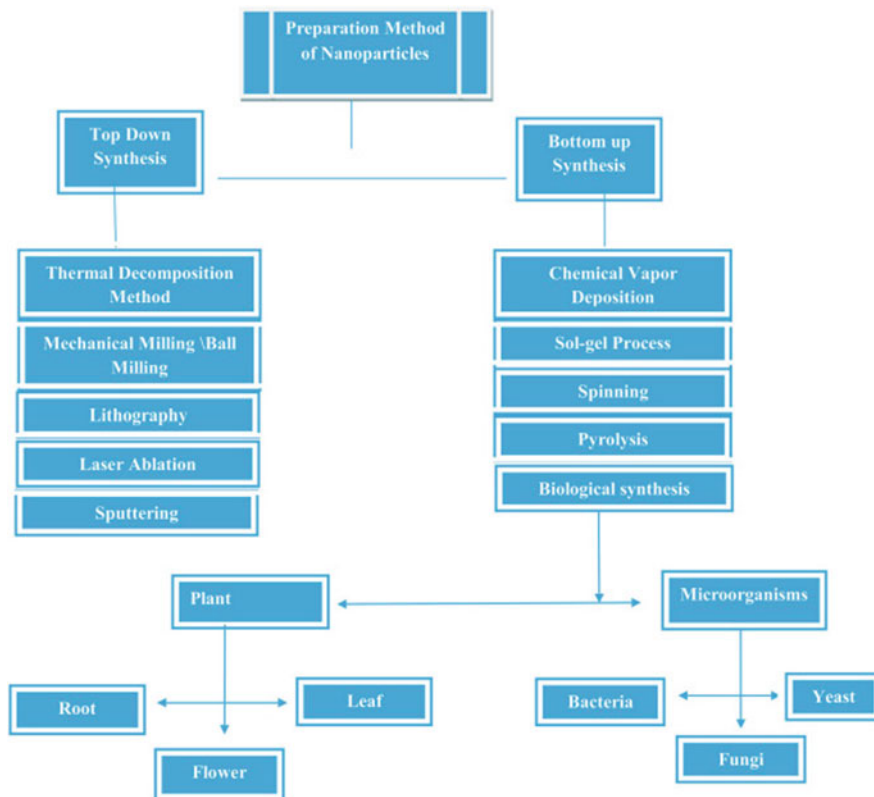 Preparation Method
of Nanoparticles
Top Down
Synthesis
Bottom up
Synthesis
Thermal Decomposition
Method
Mechanical Milling \Ball
Milling
Lithography
Laser Ablation
Sputtering
Chemical Vapor
Deposition
Sol-gel Process
Spinning
Pyrolysis
Biological synthesis
Plant
Microorganisms
Root
Leaf
Flower
Bacteria
Yeast
Fungi